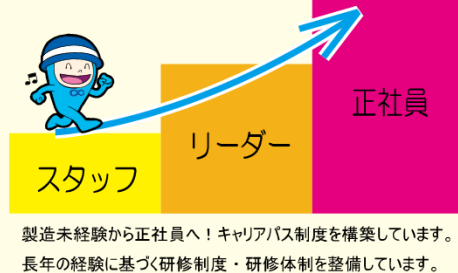 正社員
リーダー
スタッフ
製造未経験から正社員へ！キャリアパス制度を構築しています。
長年の経験に基づく研修制度・研修体制を整備しています。